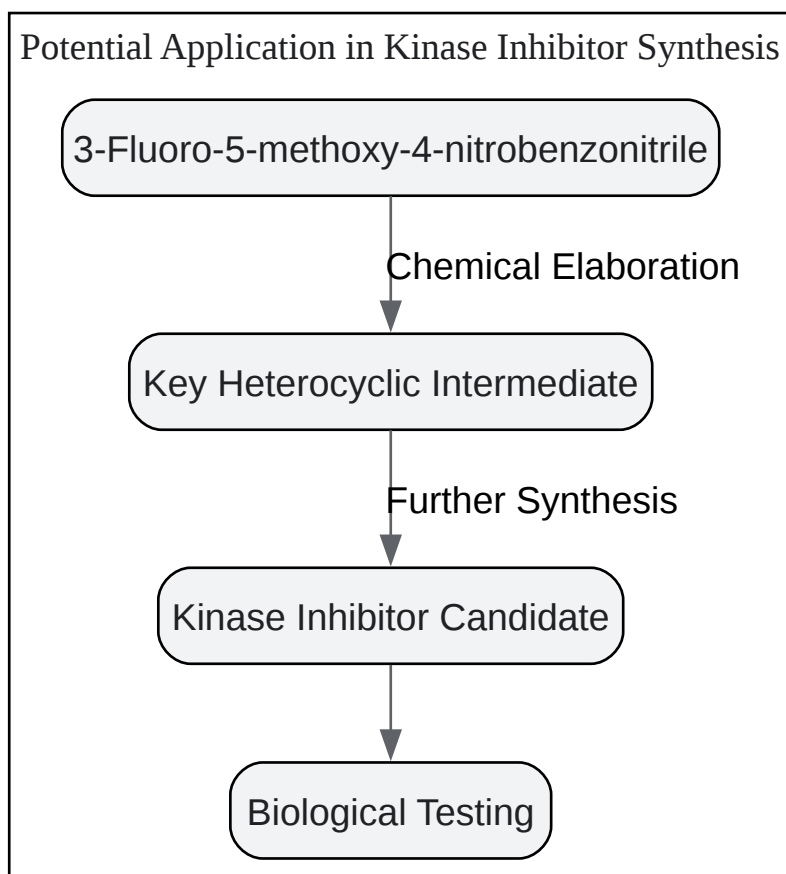 Potential Application in Kinase Inhibitor Synthesis
3-Fluoro-5-methoxy-4-nitrobenzonitrile
Chemical Elaboration
Key Heterocyclic Intermediate
Further Synthesis
Kinase Inhibitor Candidate
Biological Testing